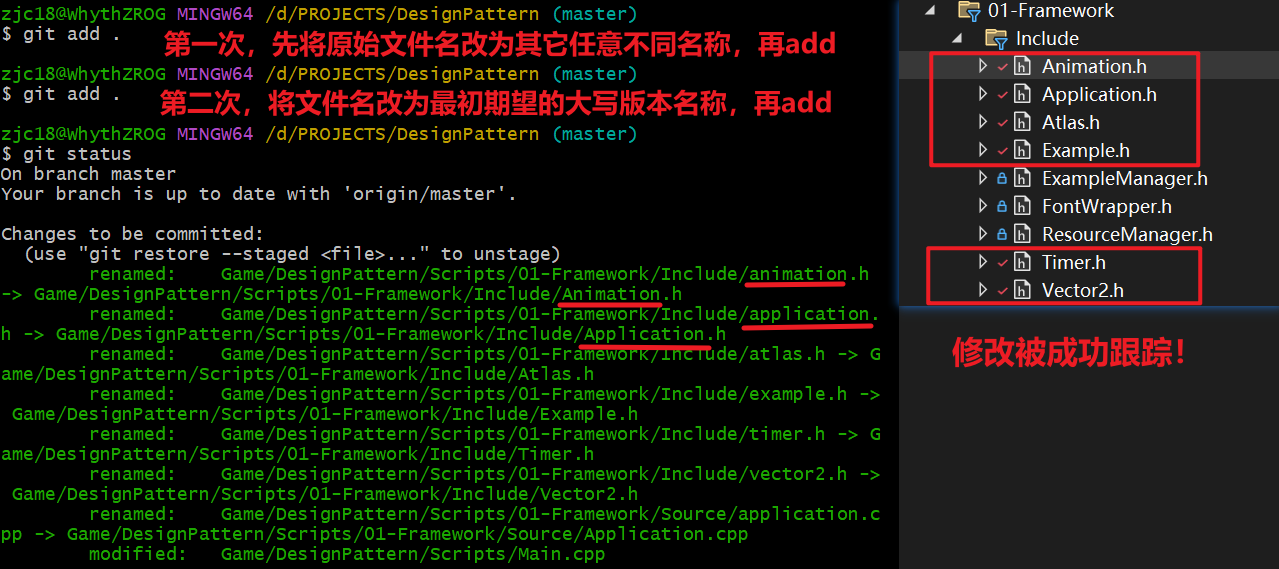 zjc18@WhythZROG MINGW64 /d/PROJECTS/DesignPattern (master)
$ git add .
第一次，先将原始文件名改为其它任意不同名称，再add
zjc18@WhythZROG MINGW64 /d/PROJECTS/DesignPattern (master)
$ git add .
第二次，将文件名改为最初期望的大写版本名称，再add
zjc18@WhythZROG MINGW64 /d/PROJECTS/DesignPattern (master)
$ git status
On branch master
Your branch is up to date with 'origin/master'.
Changes to be committed:
(use "git restore --staged <file>..." to unstage)
renamed: Game/DesignPattern/Scripts/01-Framework/Include/animation.h
-> Game/DesignPattern/Scripts/01-Framework/Include/Animation.h
renamed: Game/DesignPattern/Scripts/01-Framework/Include/application.
h -> Game/DesignPattern/Scripts/01-Framework/Include/Application.h
renamed: Game/DesignPattern/Scripts/01-Framework/Include/atlas.h -> G
ame/DesignPattern/Scripts/01-Framework/Include/Atlas.h
renamed: Game/DesignPattern/Scripts/01-Framework/Include/example.h ->
Game/DesignPattern/Scripts/01-Framework/Include/Example.h
renamed: Game/DesignPattern/Scripts/01-Framework/Include/timer.h -> G
ame/DesignPattern/Scripts/01-Framework/Include/Timer.h
renamed: Game/DesignPattern/Scripts/01-Framework/Include/vector2.h ->
Game/DesignPattern/Scripts/01-Framework/Include/Vector2.h
renamed: Game/DesignPattern/Scripts/01-Framework/Source/application.c
pp -> Game/DesignPattern/Scripts/01-Framework/Source/Application.cpp
modified: Game/DesignPattern/Scripts/Main.cpp
01-Framework
Include
Animation.h
Application.h
Atlas.h
Example.h
ExampleManager.h
FontWrapper.h
ResourceManager.h
Timer.h
Vector2.h
修改被成功跟踪！